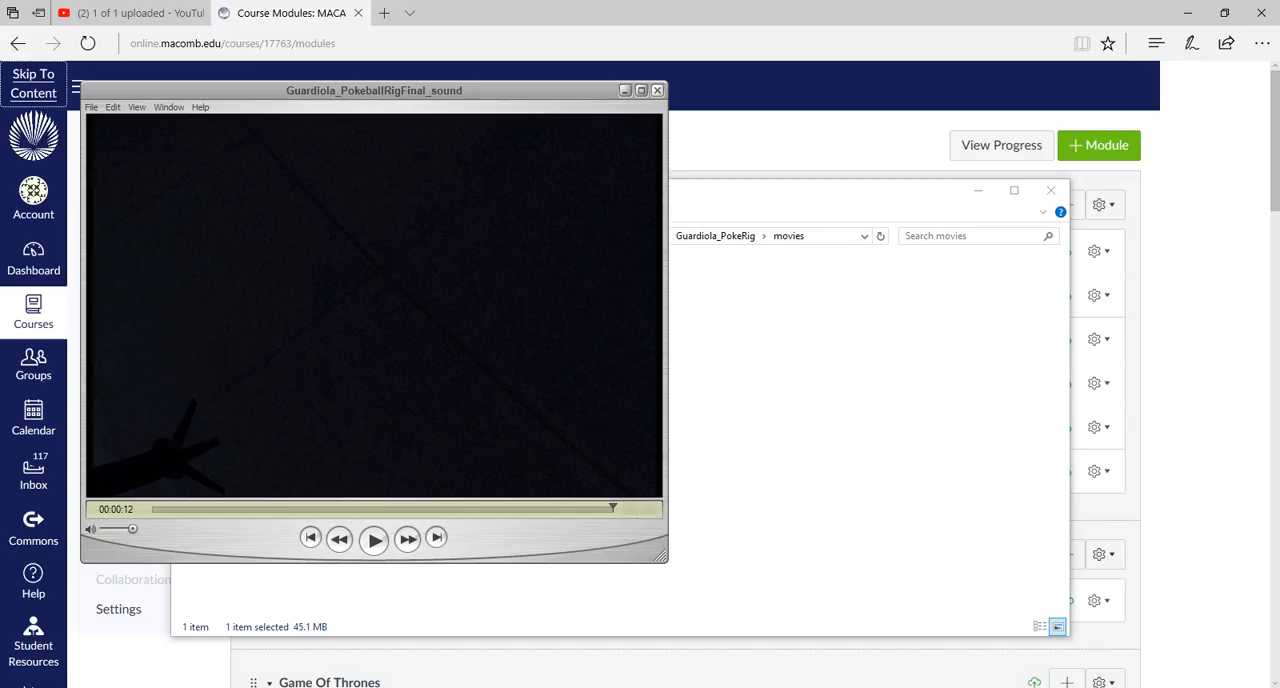 (2) 1 of 1 uploaded - YouTu
Course Modules: MACA
online.macomb.edu/courses/17763/modules
Skip To
Content
Guardiola_PokeballRigFinal_sound
File Edit View Window Help
View Progress
+ Module
Account
Guardiola_PokeRig > movies
Search movies
Dashboard
Courses
Groups
Calendar
117
Inbox
00:00:12
Commons
Collaboration
Help
Settings
1 item 1 item selected 45.1 MB
Student
Resources
Game Of Thrones